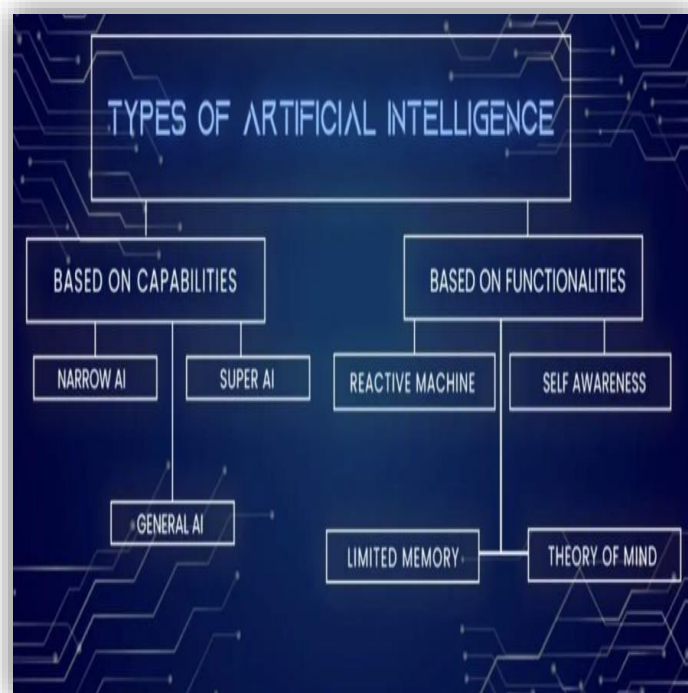 TYPES OF ARTIFICIAL INTELLIGENCE
BASED ON CAPABILITIES
BASED ON FUNCTIONALITIES
NARROW AI
SUPER AI
REACTIVE MACHINE
SELF AWARENESS
GENERAL AI
LIMITED MEMORY
THEORY OF MIND